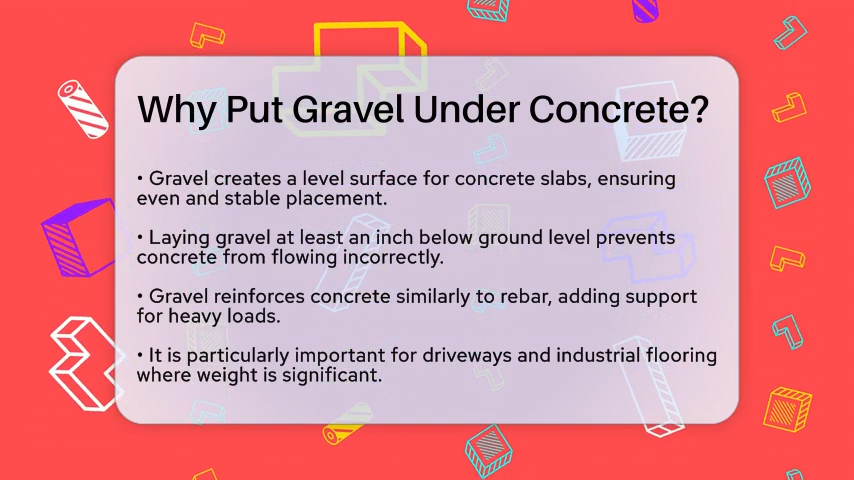 Why Put Gravel Under Concrete?
• Gravel creates a level surface for concrete slabs, ensuring
even and stable placement.
• Laying gravel at least an inch below ground level prevents
concrete from flowing incorrectly.
• Gravel reinforces concrete similarly to rebar, adding support
for heavy loads.
• It is particularly important for driveways and industrial flooring
where weight is significant.